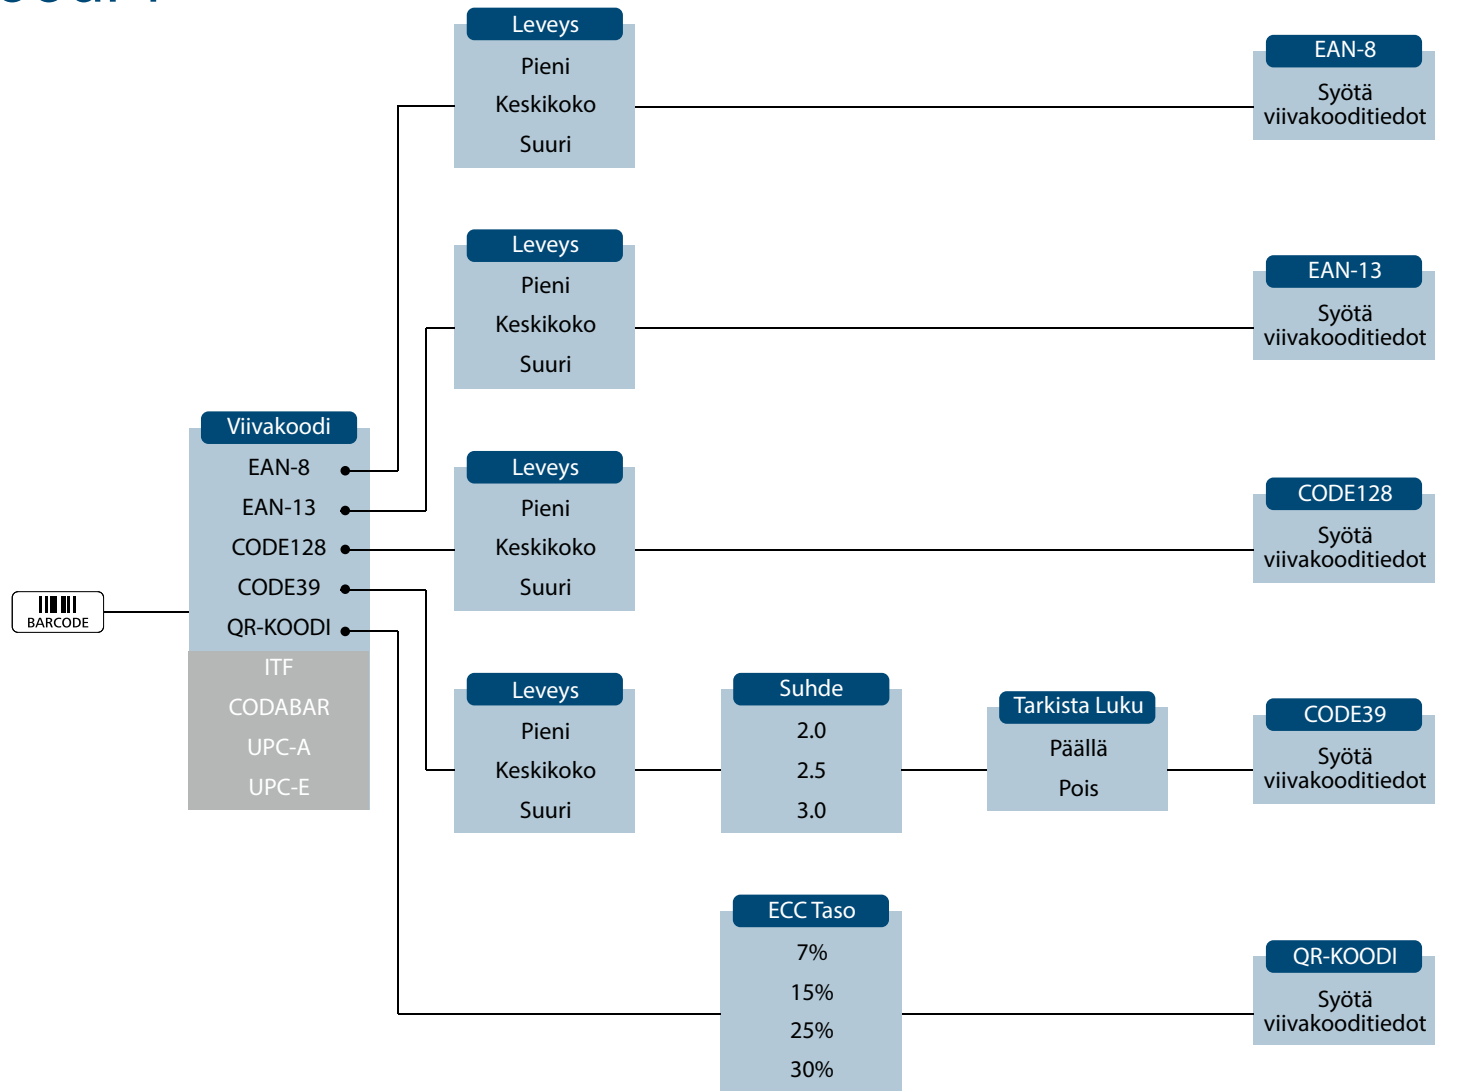 Leveys
Pieni
Keskikoko
Suuri
EAN-8
Syötä
viivakooditiedot
Leveys
Pieni
Keskikoko
Suuri
EAN-13
Syötä
viivakooditiedot
BARCODE
Viivakoodi
EAN-8
EAN-13
CODE128
CODE39
QR-KOODI
ITF
CODABAR
UPC-A
UPC-E
Leveys
Pieni
Keskikoko
Suuri
CODE128
Syötä
viivakooditiedot
Leveys
Pieni
Keskikoko
Suuri
Suhde
2.0
2.5
3.0
Tarkista Luku
Päällä
Pois
CODE39
Syötä
viivakooditiedot
ECC Taso
7%
15%
25%
30%
QR-KOODI
Syötä
viivakooditiedot